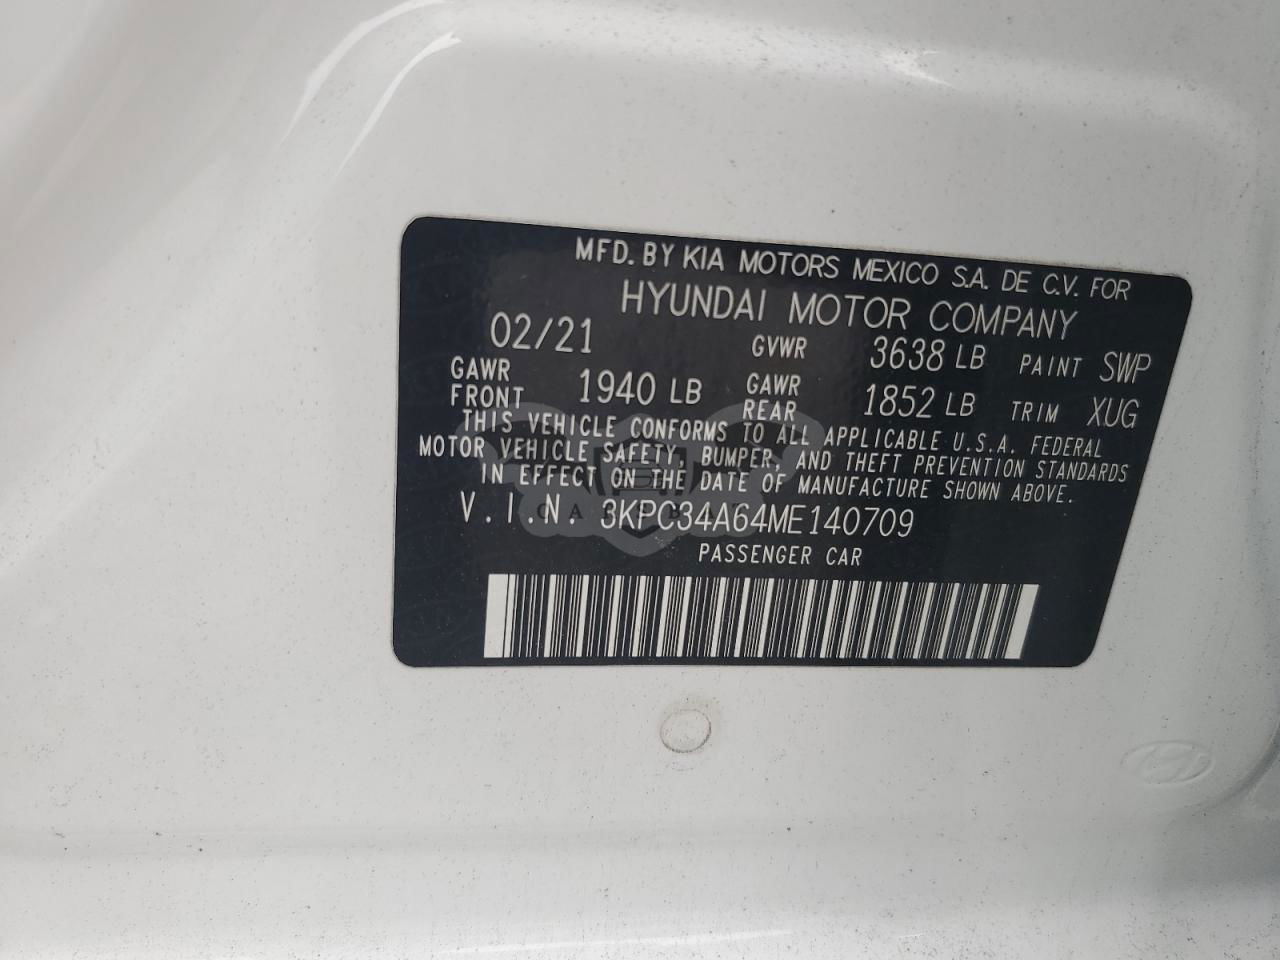 MFD. BY KIA MOTORS MEXICO S.A. DE C.V. FOR
HYUNDAI MOTOR COMPANY
02/21 GVWR 3638 LB PAINT SWP
GAWR FRONT 1940 LB GAWR REAR 1852 LB TRIM XUG
THIS VEHICLE CONFORMS TO ALL APPLICABLE U.S.A. FEDERAL
MOTOR VEHICLE SAFETY, BUMPER, AND THEFT PREVENTION STANDARDS
IN EFFECT ON THE DATE OF MANUFACTURE SHOWN ABOVE.
V.I.N. 3KPC34A64ME140709
PASSENGER CAR